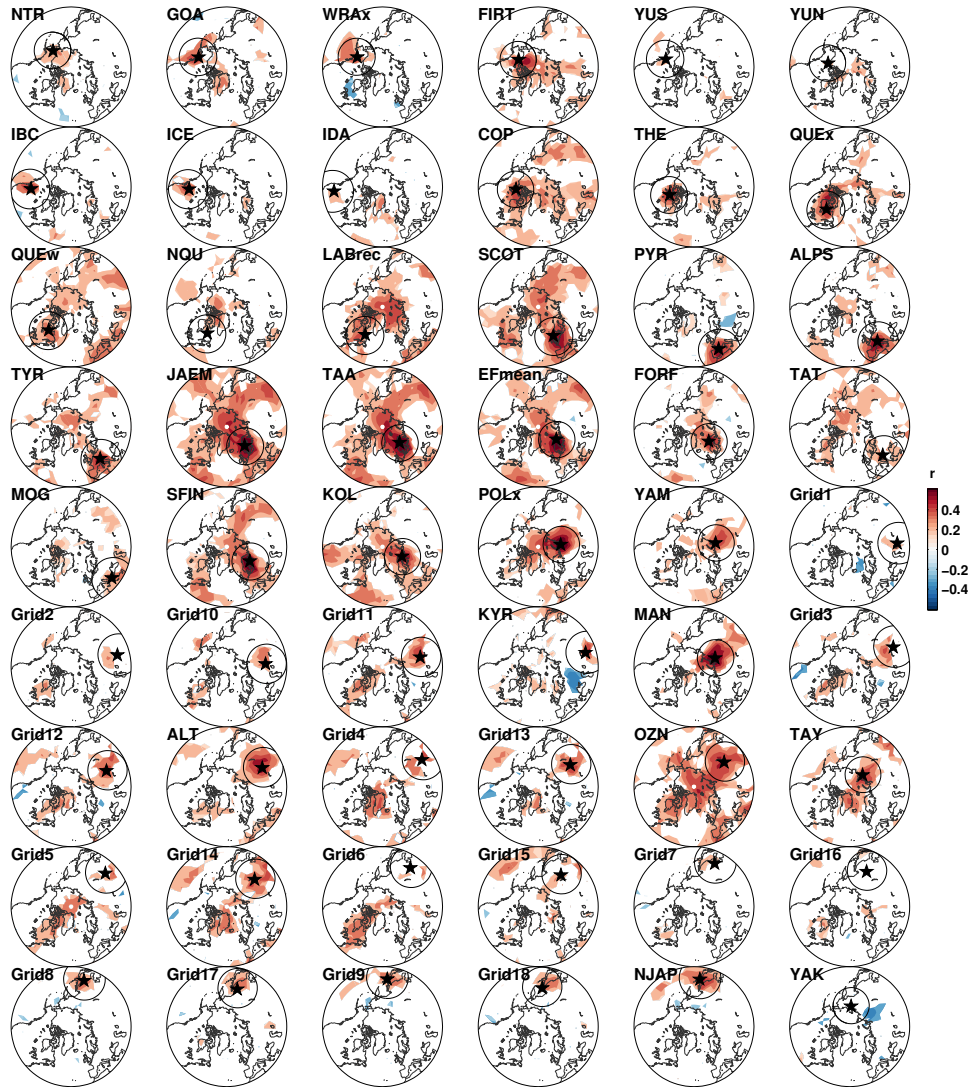 NTR GOA WRAx FIRT YUS YUN
IBC ICE IDA COP THE QUEx
QUEw NQU LABrec SCOT PYR ALPS
TYR JAEM TAA EFmean FORF TAT
MOG SFIN KOL POLx YAM Grid1
r
0.4
0.2
0
−0.2
−0.4
Grid2 Grid10 Grid11 KYR MAN Grid3
Grid12 ALT Grid4 Grid13 OZN TAY
Grid5 Grid14 Grid6 Grid15 Grid7 Grid16
Grid8 Grid17 Grid9 Grid18 NJAP YAK